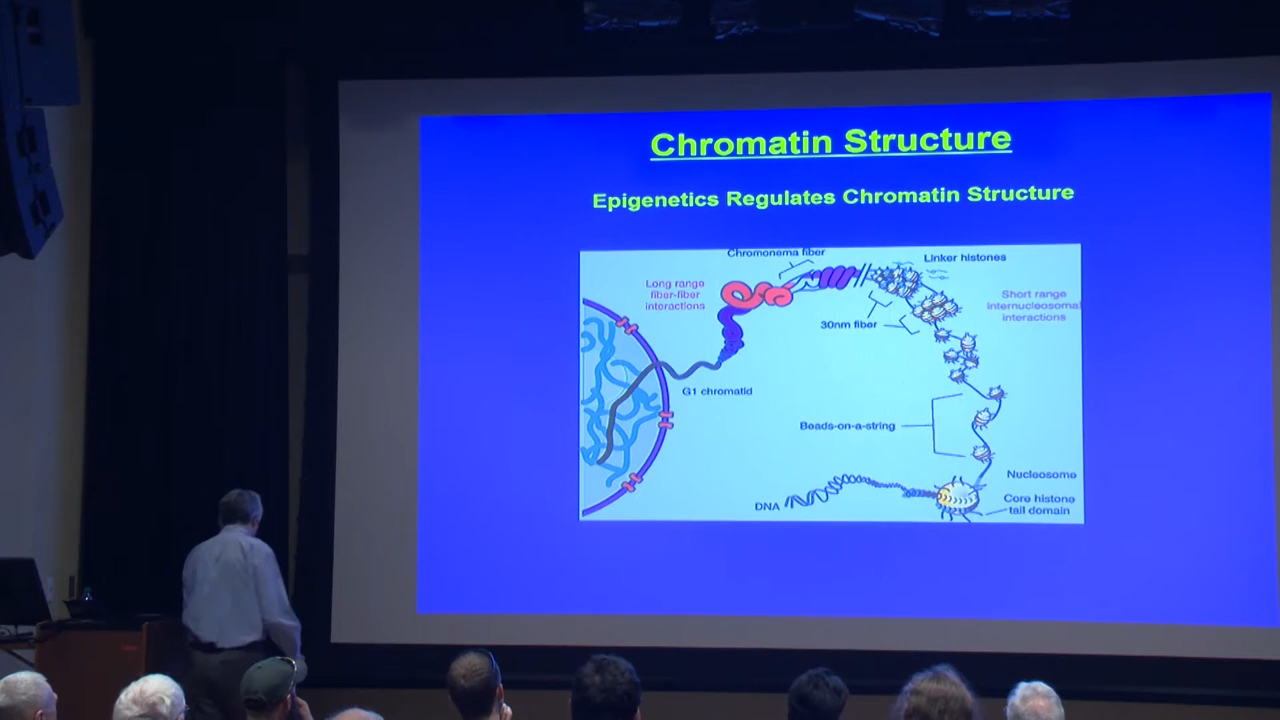 Chromatin Structure
Epigenetics Regulates Chromatin Structure
Chromonema fiber
Linker histones
Long range
fiber-fiber
interactions
Short range
internucleosomal
interactions
30nm fiber
G1 chromatid
Beads-on-a-string
Nucleosome
DNA
Core histone
tail domain